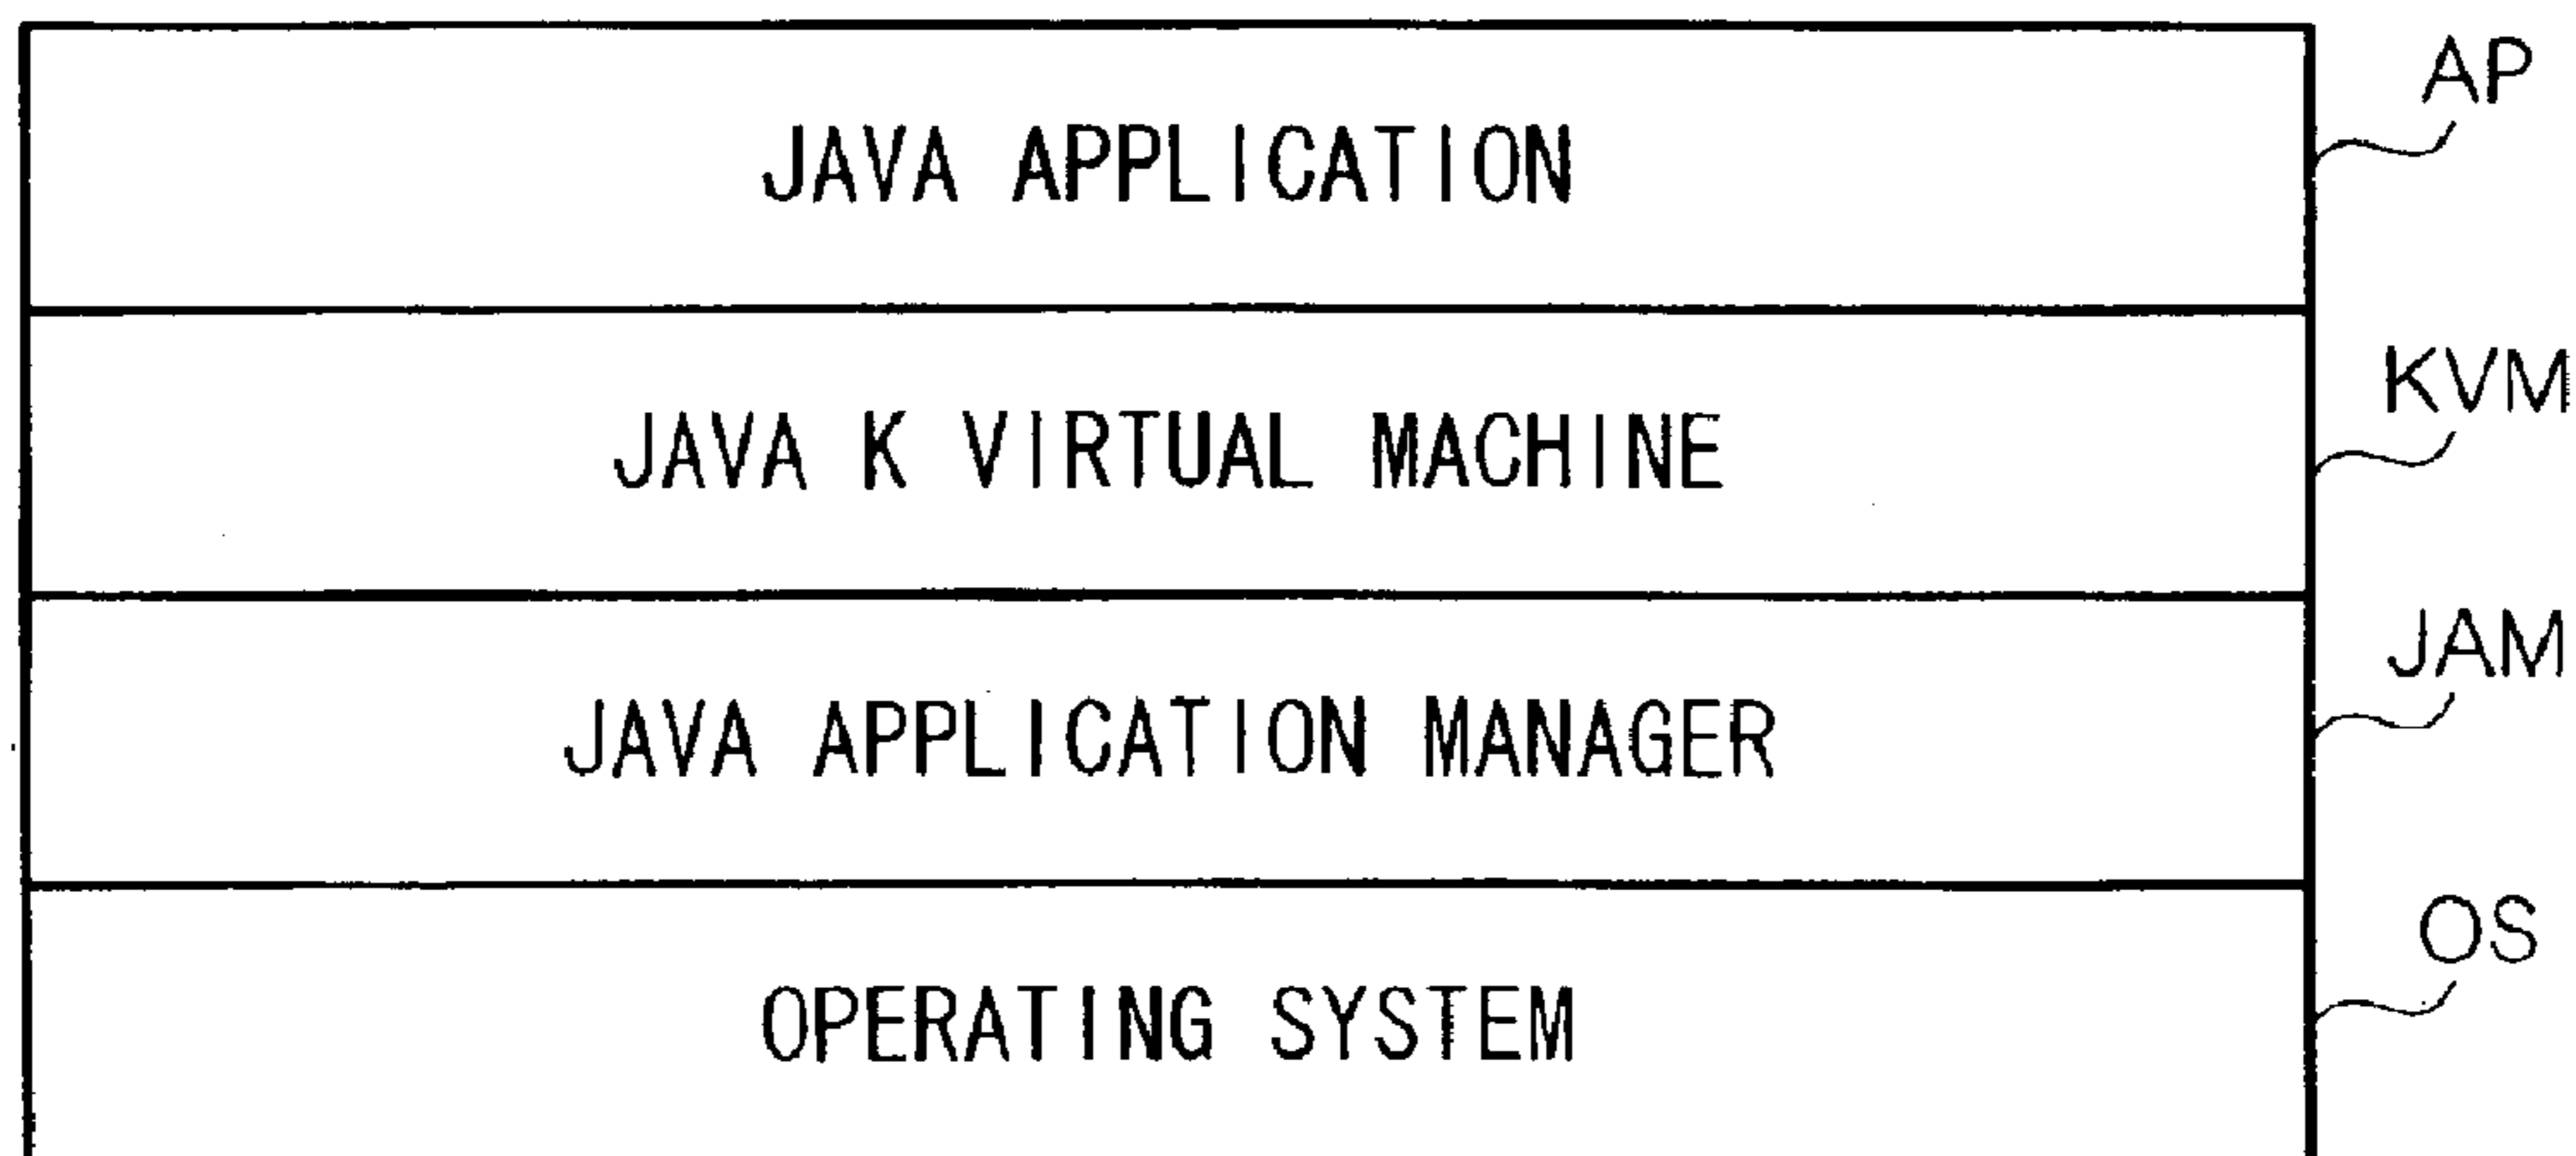 JAVA APPLICATION
AP
JAVA K VIRTUAL MACHINE
KVM
JAVA APPLICATION MANAGER
JAM
OPERATING SYSTEM
OS